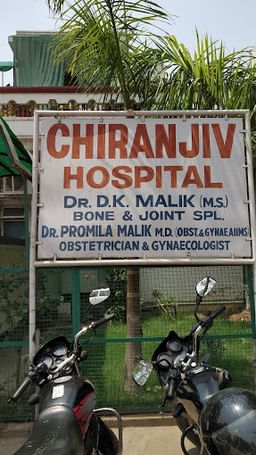 CHIRANJIV
HOSPITAL
DR. D.K. MALIK (M.S.)
BONE & JOINT SPL.
DR. PROMILA MALIK M.D. (OBST.& GYNAE AIIMS
OBSTETRICIAN & GYNAECOLOGIST